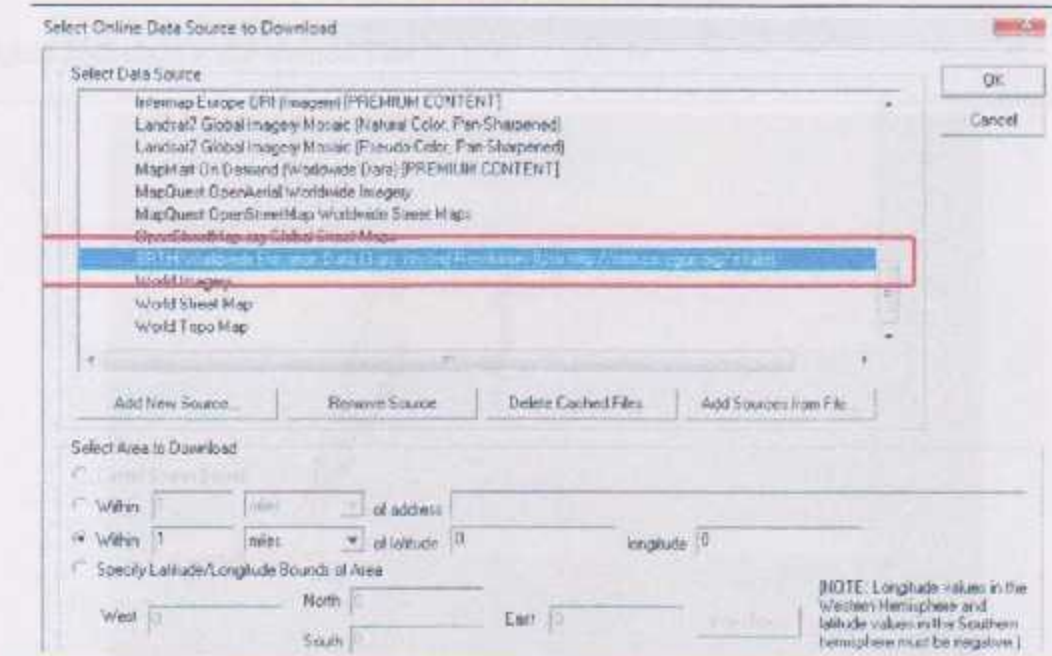 Select Online Data Source to Download
Select Data Source
OK
Cancel
Intermap Europe ORI (Imagery) [PREMIUM CONTENT]
Landsat7 Global Imagery Mosaic (Natural Color, Pan-Sharpened)
Landsat7 Global Imagery Mosaic (Pseudo Color, Pan-Sharpened)
MapMart On Demand (Worldwide Data) [PREMIUM CONTENT]
MapQuest OpenAerial Worldwide Imagery
MapQuest OpenStreetMap Worldwide Street Maps
OpenStreetMap.org Global Street Maps
Worldwide Elevation Data
World Imagery
World Street Map
World Topo Map
Add New Source...
Remove Source
Delete Cached Files
Add Sources from File...
Select Area to Download
Within 1 miles of address
Within 1 miles of latitude 0 longitude 0
Specify Latitude/Longitude Bounds of Area
North 0
West 0
East 0
South 0
[NOTE: Longitude values in the
Western Hemisphere and
latitude values in the Southern
hemisphere must be negative.]